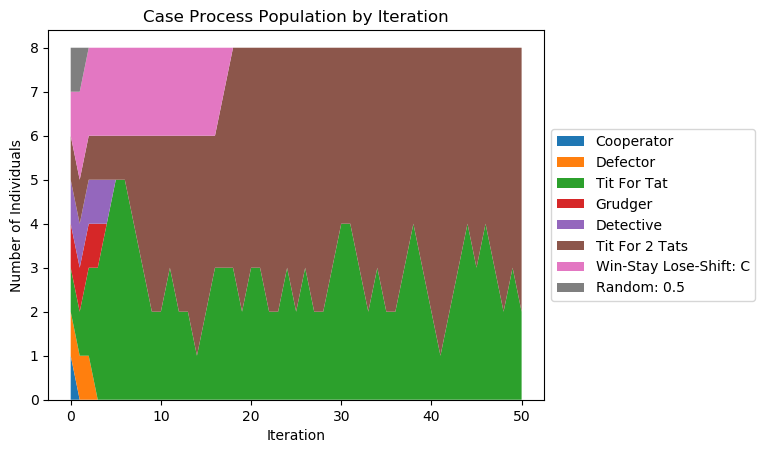 Case Process Population by Iteration
Number of Individuals
8
7
6
5
4
3
2
1
0
0 10 20 30 40 50
Iteration
Cooperator
Defector
Tit For Tat
Grudger
Detective
Tit For 2 Tats
Win-Stay Lose-Shift: C
Random: 0.5